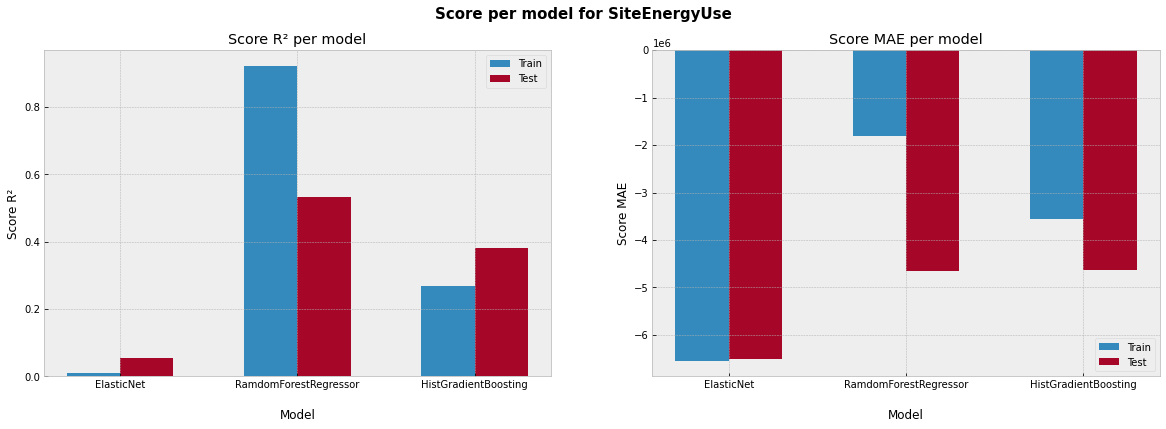 Score per model for SiteEnergyUse
Score R² per model
Train
Test
0.8
0.6
0.4
0.2
0.0
Score R²
ElasticNet
RamdomForestRegressor
HistGradientBoosting
Model
Score MAE per model
1e6
0
−1
−2
−3
−4
−5
−6
Score MAE
Train
Test
ElasticNet
RamdomForestRegressor
HistGradientBoosting
Model